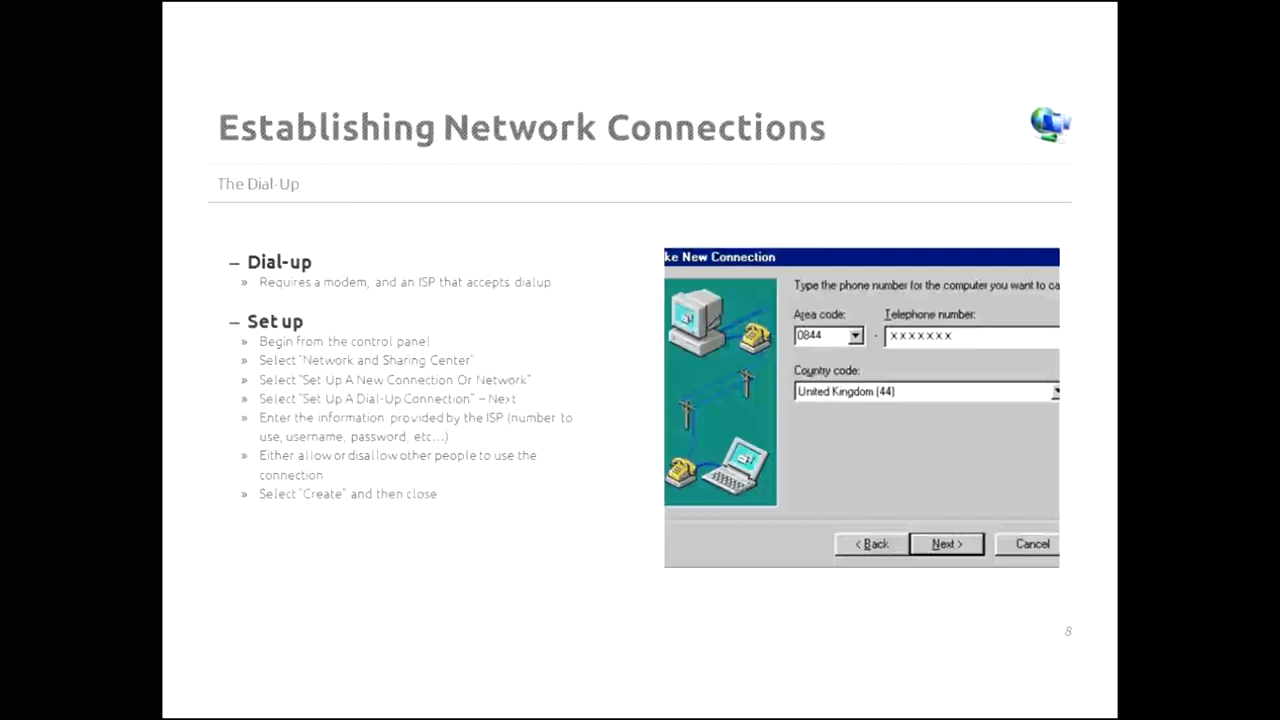 Establishing Network Connections
The Dial-Up
– Dial-up
» Requires a modem, and an ISP that accepts dialup
– Set up
» Begin from the control panel
» Select "Network and Sharing Center"
» Select "Set Up A New Connection Or Network"
» Select "Set Up A Dial-Up Connection" – Next
» Enter the information provided by the ISP (number to
use, username, password, etc...)
» Either allow or disallow other people to use the
connection
» Select "Create" and then close
ke New Connection
Type the phone number for the computer you want to ca
Area code:
Telephone number:
0844
-
xxxxxxx
Country code:
United Kingdom (44)
< Back
Next >
Cancel
8